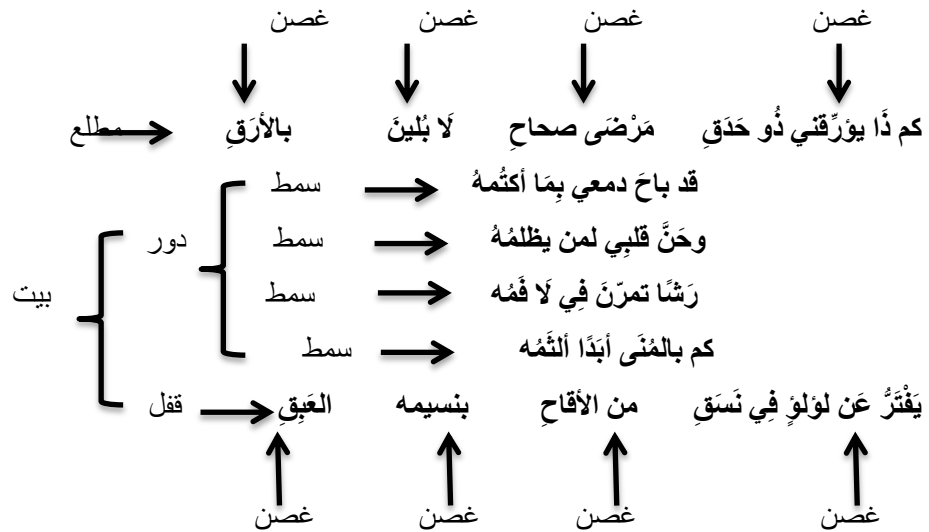 غصن غصن غصن غصن
كم ذَا يؤرِّقني ذُو حَدَقِ مَرْضَى صحاحِ لَا بُلينَ بالأرَقِ مطلع
قد باحَ دمعي بِمَا أكتُمهُ سمط
وحَنَّ قلبِي لمن يظلمُهُ سمط
دور
رَشًا تمرّنَ فِي لَا فَمُه سمط
بيت
كم بالمُنَى أبَدًا ألثَمُه سمط
يَفْتَرُّ عَن لؤلؤٍ فِي نَسَقِ من الأقاحِ بنسيمه العَبِقِ قفل
غصن غصن غصن غصن